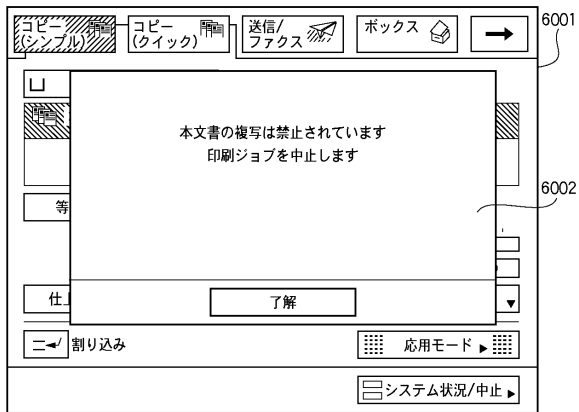 コピー
(シンプル)
コピー
(クイック)
送信/
ファクス
ボックス
6001
本文書の複写は禁止されています
印刷ジョブを中止します
6002
等
仕上
了解
割り込み
応用モード
システム状況/中止